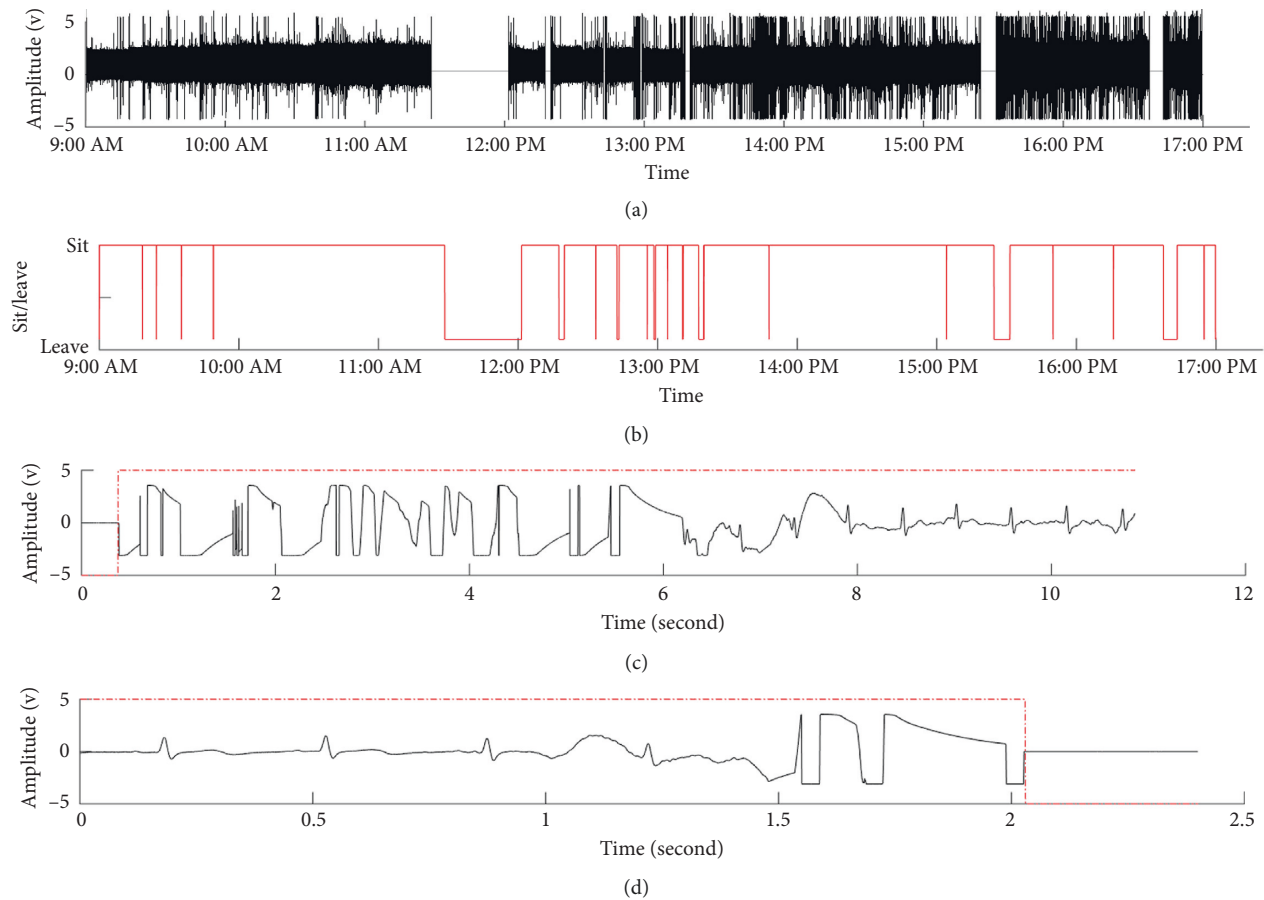 Amplitude (v)
5
0
−5
9:00 AM 10:00 AM 11:00 AM 12:00 PM 13:00 PM 14:00 PM 15:00 PM 16:00 PM 17:00 PM
Time
(a)
Sit/leave
Sit
Leave
9:00 AM 10:00 AM 11:00 AM 12:00 PM 13:00 PM 14:00 PM 15:00 PM 16:00 PM 17:00 PM
Time
(b)
Amplitude (v)
5
0
−5
0 2 4 6 8 10 12
Time (second)
(c)
Amplitude (v)
5
0
−5
0 0.5 1 1.5 2 2.5
Time (second)
(d)